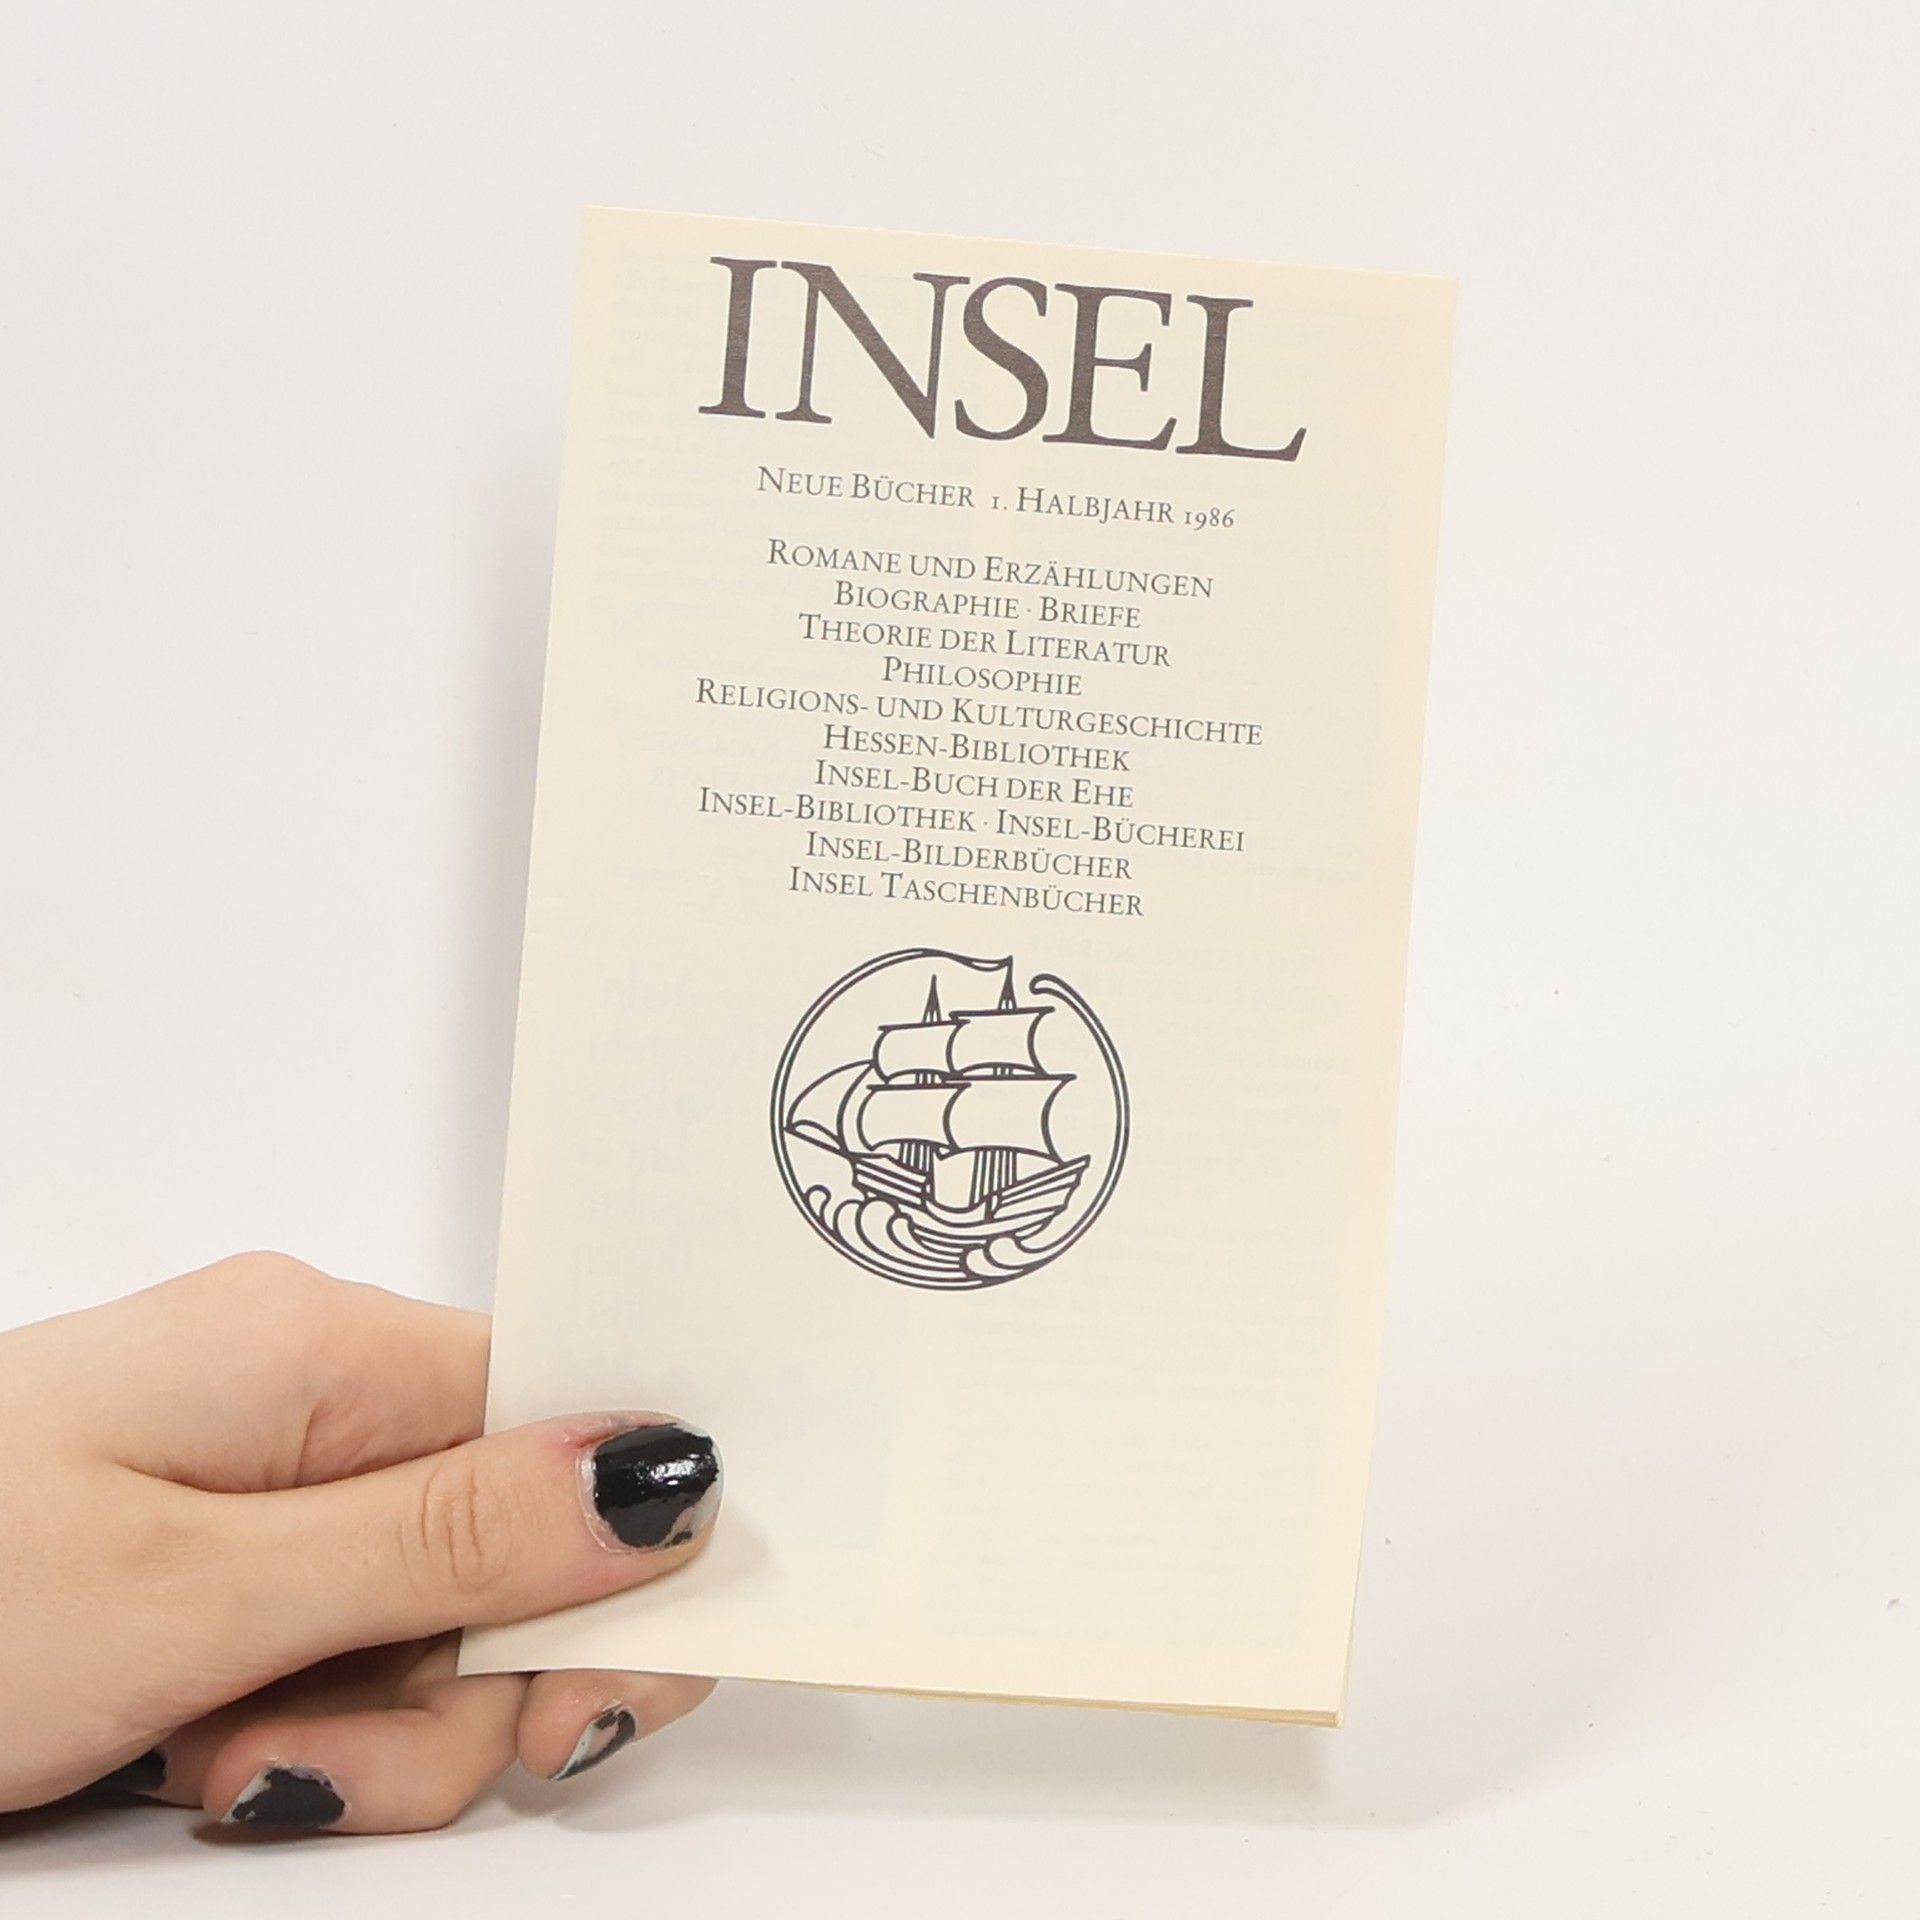 INSEL
NEUE BÜCHER 1. HALBJAHR 1986
ROMANE UND ERZÄHLUNGEN
BIOGRAPHIE · BRIEFE
THEORIE DER LITERATUR
PHILOSOPHIE
RELIGIONS- UND KULTURGESCHICHTE
HESSEN-BIBLIOTHEK
INSEL-BUCH DER EHE
INSEL-BIBLIOTHEK · INSEL-BÜCHEREI
INSEL-BILDERBÜCHER
INSEL TASCHENBÜCHER